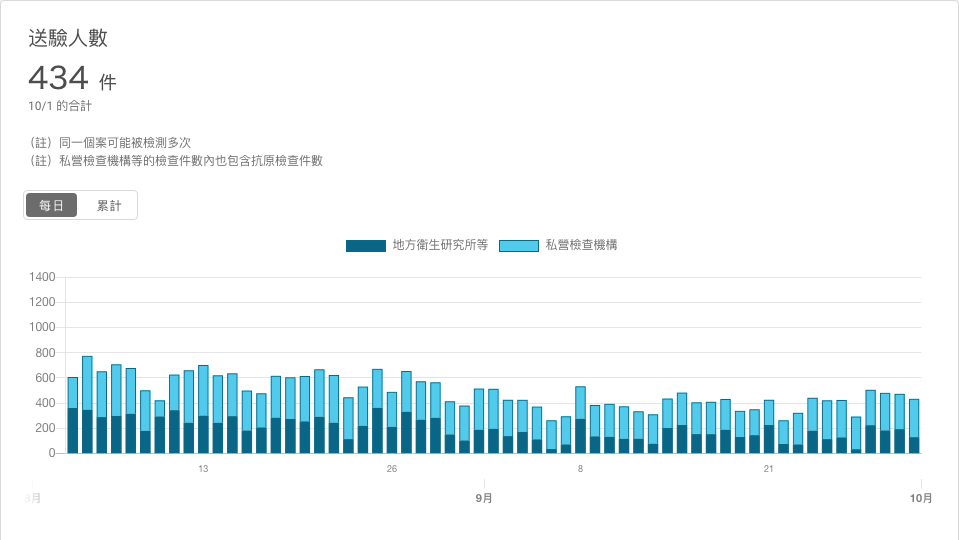 送驗人數
434 件
10/1 的合計
（註）同一個案可能被檢測多次
（註）私營檢查機構等的檢查件數內也包含抗原檢查件數
每日 累計
地方衛生研究所等 私營檢查機構
1400
1200
1000
800
600
400
200
0
13 26 8 21
月 9月 10月